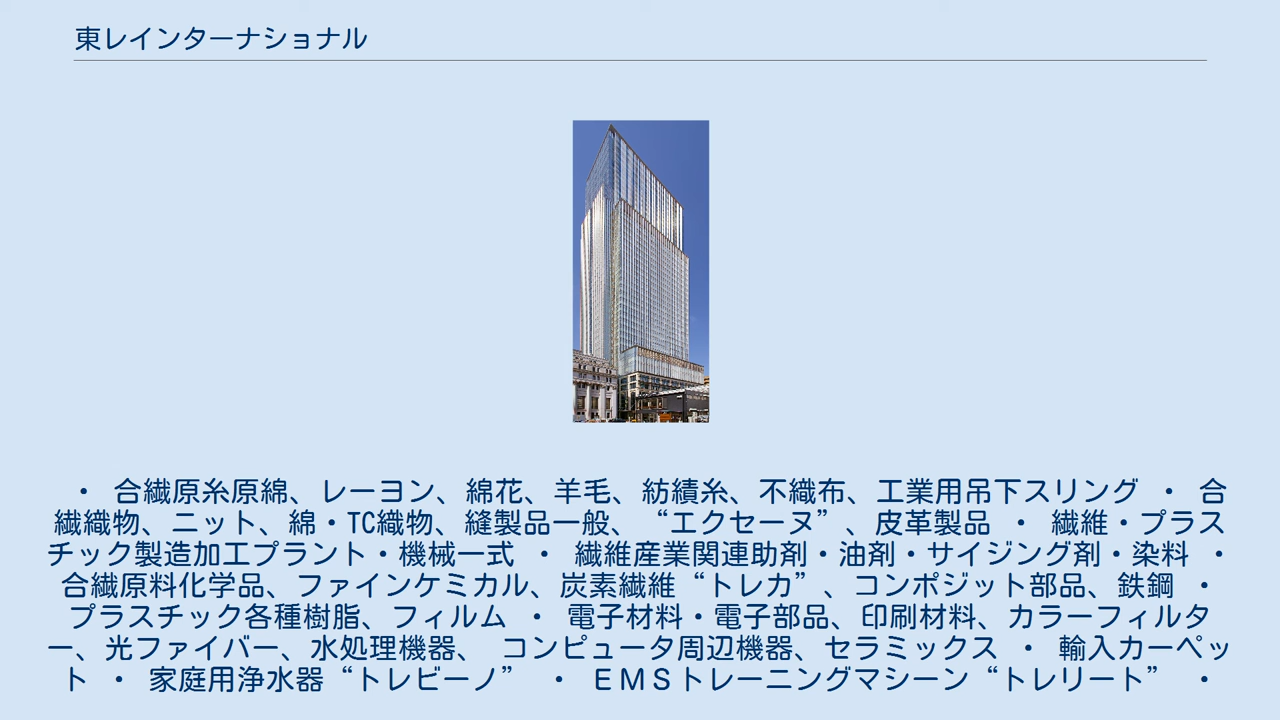 東レインターナショナル
・ 合繊原糸原綿、レーヨン、綿花、羊毛、紡績糸、不織布、工業用吊下スリング ・ 合
繊織物、ニット、綿・TC織物、縫製品一般、“エクセーヌ”、皮革製品 ・ 繊維・プラス
チック製造加工プラント・機械一式 ・ 繊維産業関連助剤・油剤・サイジング剤・染料 ・
合繊原料化学品、ファインケミカル、炭素繊維“トレカ”、コンポジット部品、鉄鋼 ・
プラスチック各種樹脂、フィルム ・ 電子材料・電子部品、印刷材料、カラーフィルタ
ー、光ファイバー、水処理機器、 コンピュータ周辺機器、セラミックス ・ 輸入カーペッ
ト ・ 家庭用浄水器“トレビーノ” ・ ＥＭＳトレーニングマシーン“トレリート” ・